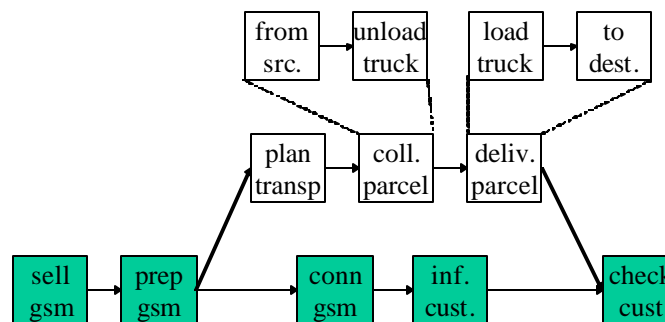 from
src.
unload
truck
load
truck
to
dest.
plan
transp
coll.
parcel
deliv.
parcel
sell
gsm
prep
gsm
conn
gsm
inf.
cust.
check
cust.